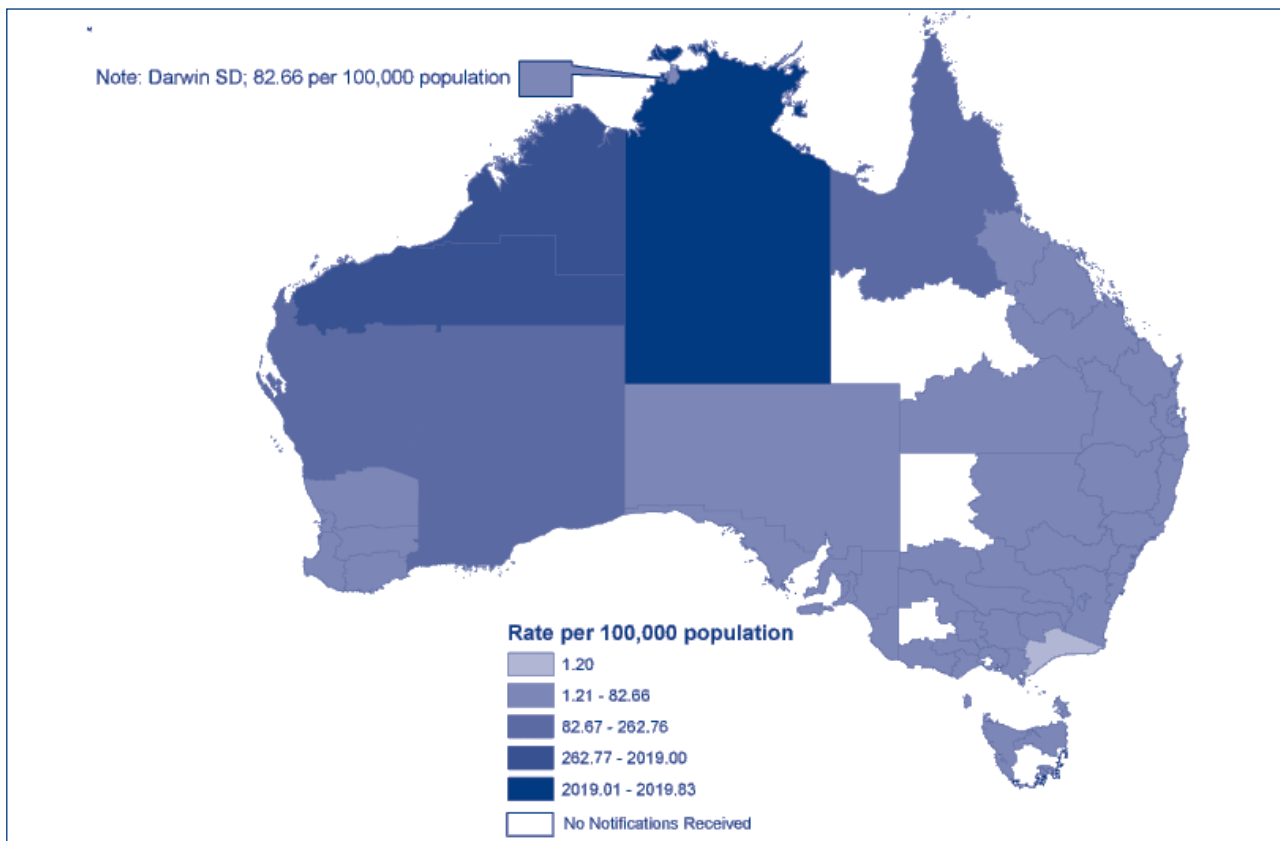 Note: Darwin SD; 82.66 per 100,000 population
Rate per 100,000 population
1.20
1.21 - 82.66
82.67 - 262.76
262.77 - 2019.00
2019.01 - 2019.83
No Notifications Received